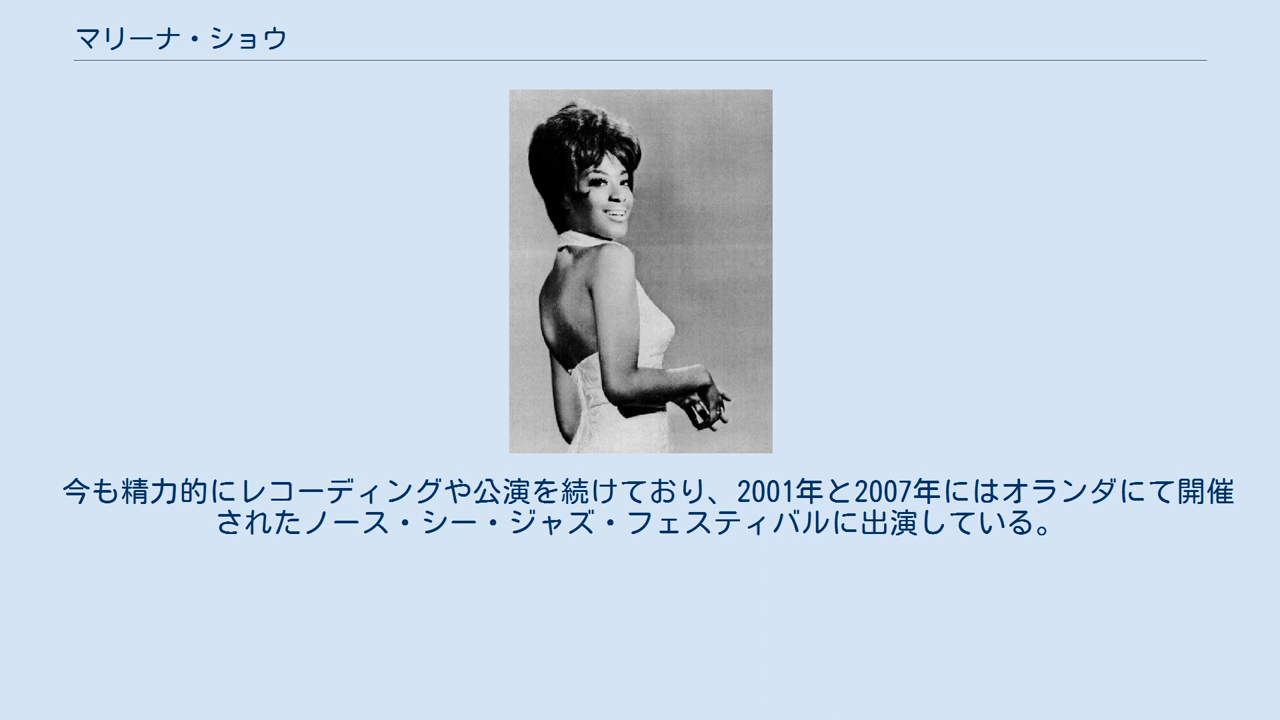 マリーナ・ショウ
今も精力的にレコーディングや公演を続けており、2001年と2007年にはオランダにて開催
されたノース・シー・ジャズ・フェスティバルに出演している。